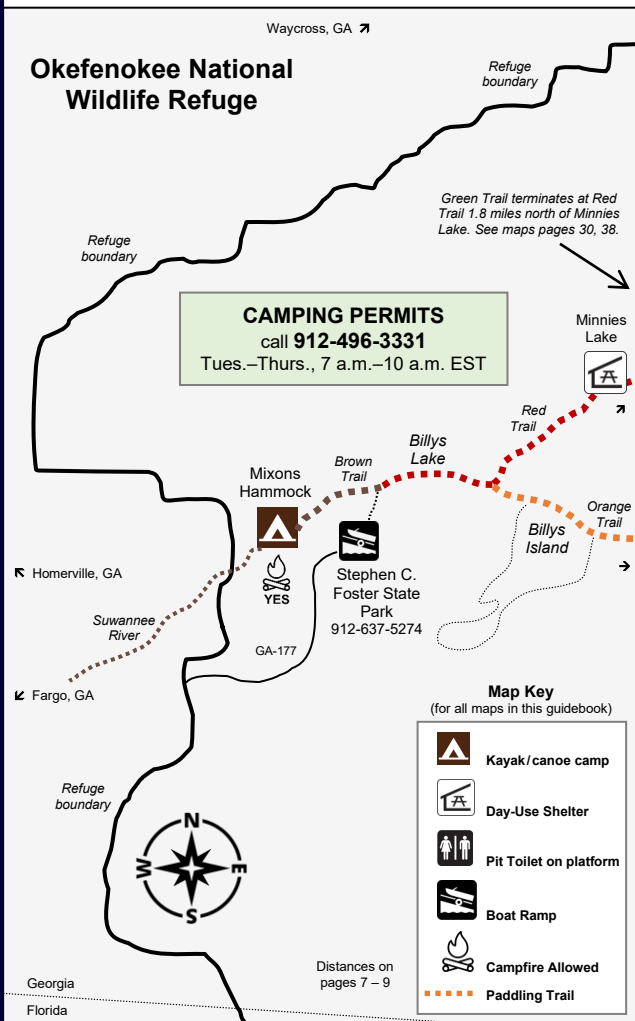 Waycross, GA
Okefenokee National
Wildlife Refuge
Refuge
boundary
Green Trail terminates at Red
Trail 1.8 miles north of Minnies
Lake. See maps pages 30, 38.
Refuge
boundary
CAMPING PERMITS
call 912-496-3331
Tues.–Thurs., 7 a.m.–10 a.m. EST
Minnies
Lake
Red
Trail
Billys
Lake
Brown
Trail
Mixons
Hammock
Orange
Trail
Billys
Island
YES
Stephen C.
Foster State
Park
912-637-5274
Homerville, GA
Suwannee
River
GA-177
Fargo, GA
Map Key
(for all maps in this guidebook)
Kayak/canoe camp
Day-Use Shelter
Pit Toilet on platform
Boat Ramp
Campfire Allowed
Paddling Trail
Refuge
boundary
N
W
E
S
Distances on
pages 7 – 9
Georgia
Florida